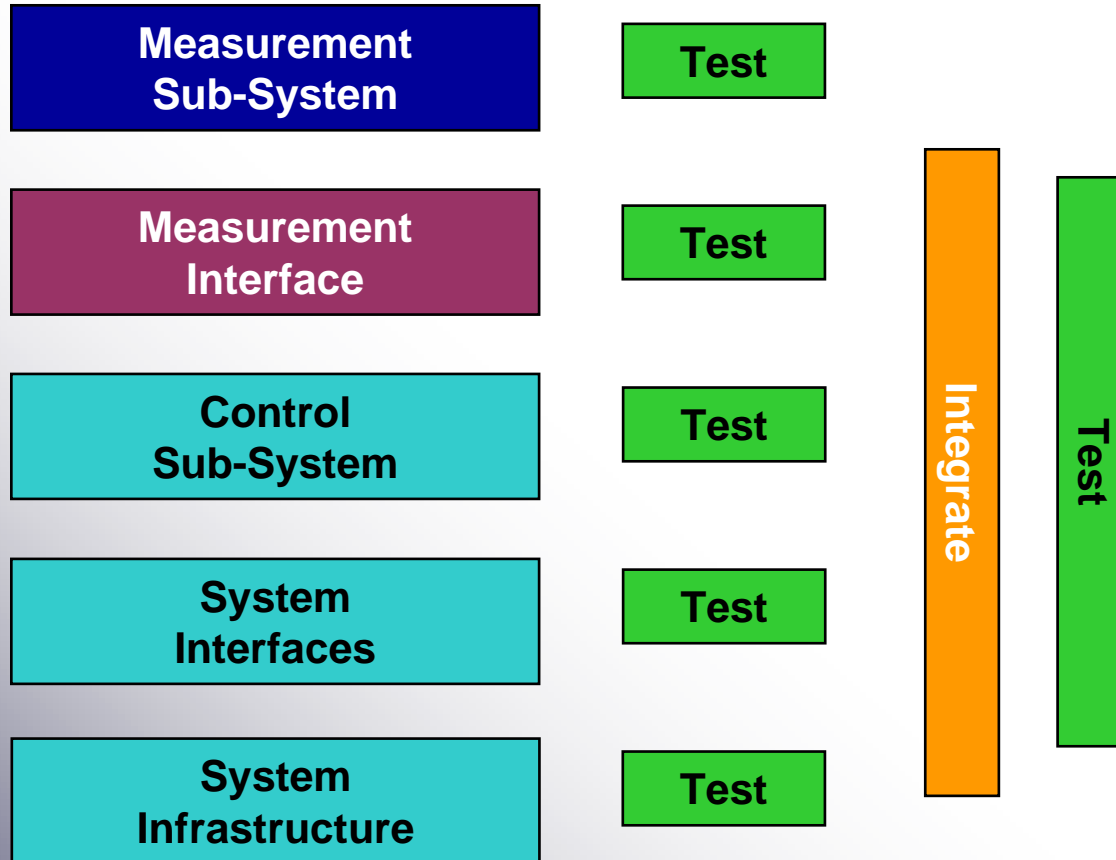 Measurement
Sub-System
Test
Measurement
Interface
Test
Control
Sub-System
Test
System
Interfaces
Test
System
Infrastructure
Test
Integrate
Test